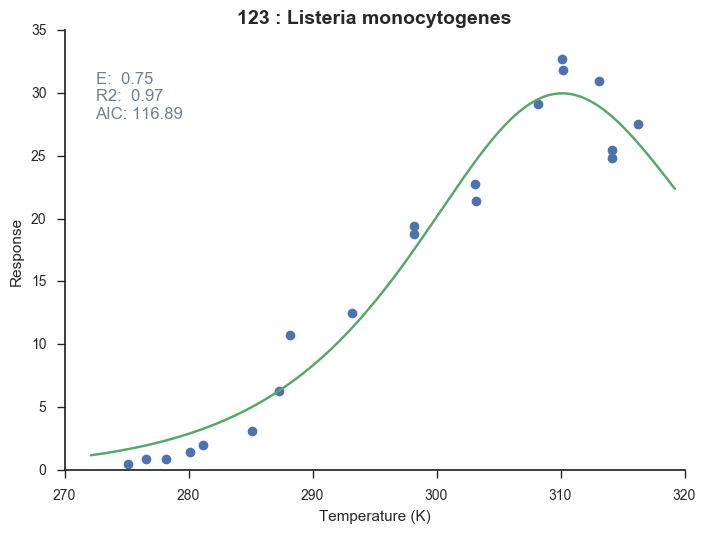 123 : Listeria monocytogenes
35
E: 0.75
R2: 0.97
AIC: 116.89
30
25
20
15
10
5
0
Response
270 280 290 300 310 320
Temperature (K)